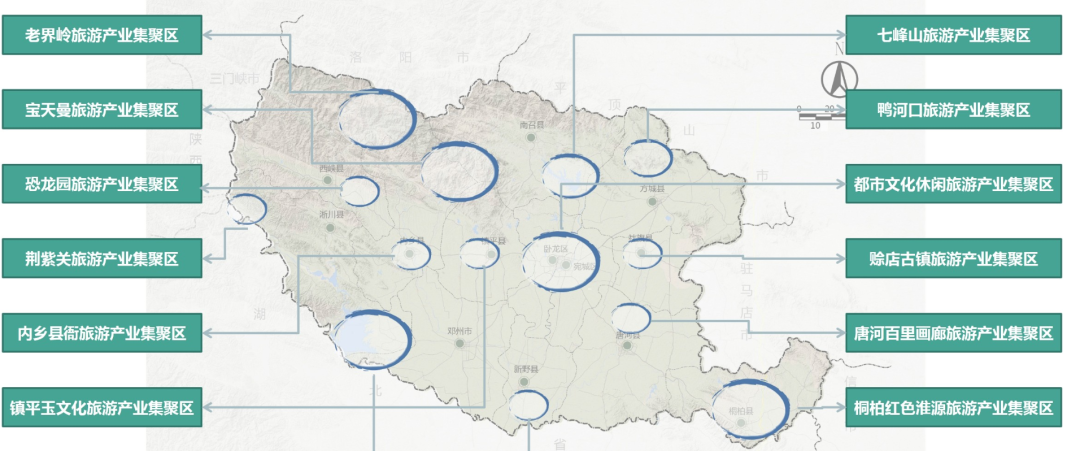 老界岭旅游产业集聚区
七峰山旅游产业集聚区
洛阳市
N
三门峡市
平
宝天曼旅游产业集聚区
鸭河口旅游产业集聚区
0
20
10
顶
南召县
山
陕
西
西峡县
恐龙园旅游产业集聚区
都市文化休闲旅游产业集聚区
市
方城县
淅川县
内乡县
镇平县
卧龙区
宛城区
荆紫关旅游产业集聚区
赊店古镇旅游产业集聚区
驻
马
店
市
湖
内乡县衙旅游产业集聚区
邓州市
唐河县
唐河百里画廊旅游产业集聚区
新野县
北
信
镇平玉文化旅游产业集聚区
桐柏县
桐柏红色淮源旅游产业集聚区
省